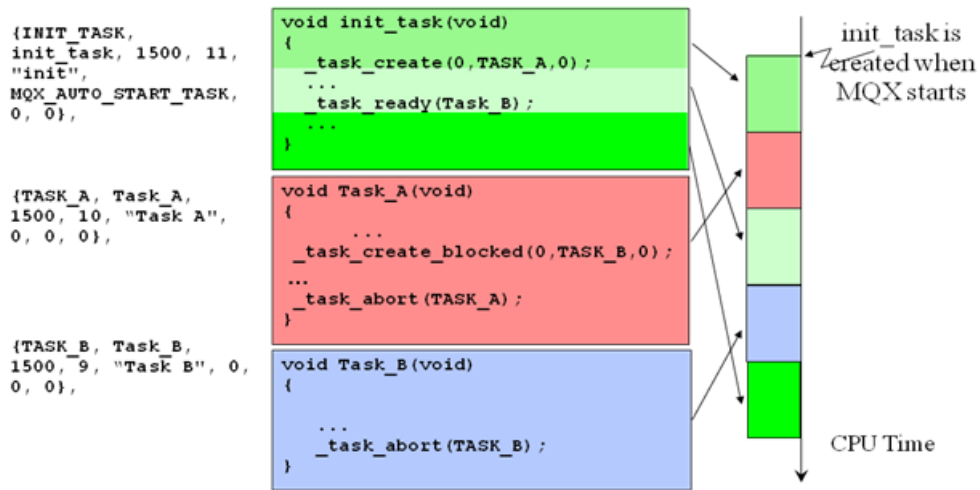 {INIT_TASK,
init_task, 1500, 11,
"init",
MQX_AUTO_START_TASK,
0, 0},
void init_task(void)
{
_task_create(0,TASK_A,0);
...
_task_ready(Task_B);
...
}
init_task is
created when
MQX starts
{TASK_A, Task_A,
1500, 10, "Task A",
0, 0, 0},
void Task_A(void)
{
...
_task_create_blocked(0,TASK_B,0);
...
_task_abort(TASK_A);
}
{TASK_B, Task_B,
1500, 9, "Task B", 0,
0, 0},
void Task_B(void)
{
...
_task_abort(TASK_B);
}
CPU Time